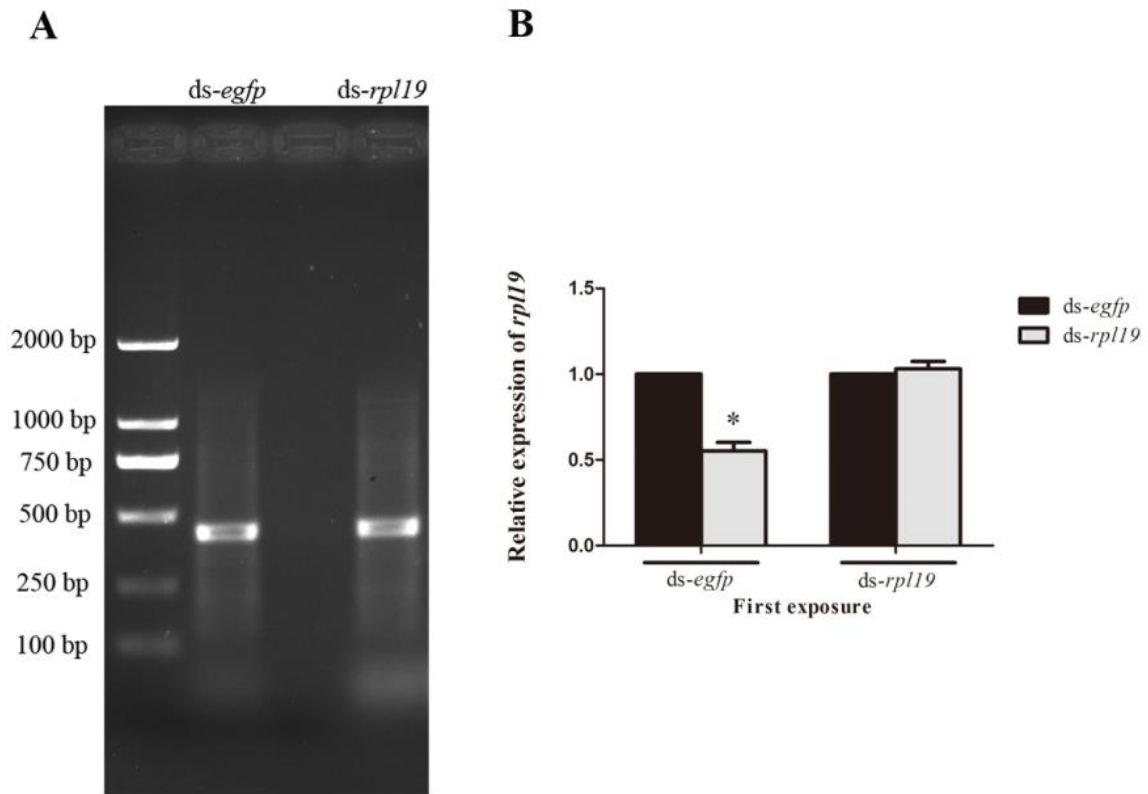 A
ds-egfp ds-rpl19
2000 bp
1000 bp
750 bp
500 bp
250 bp
100 bp
B
Relative expression of rpl19
1.5
1.0
0.5
0.0
*
ds-egfp
ds-rpl19
ds-egfp ds-rpl19
First exposure